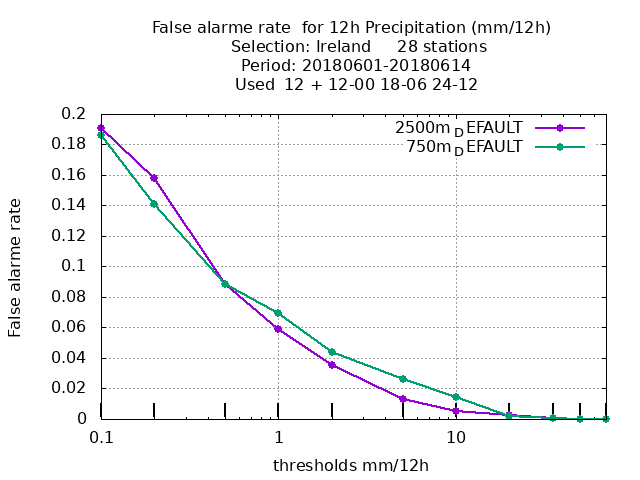 False alarme rate for 12h Precipitation (mm/12h)
Selection: Ireland 28 stations
Period: 20180601-20180614
Used 12 + 12-00 18-06 24-12
2500m_DEFAULT
750m_DEFAULT
False alarme rate
0.2
0.18
0.16
0.14
0.12
0.1
0.08
0.06
0.04
0.02
0
0.1 1 10
thresholds mm/12h